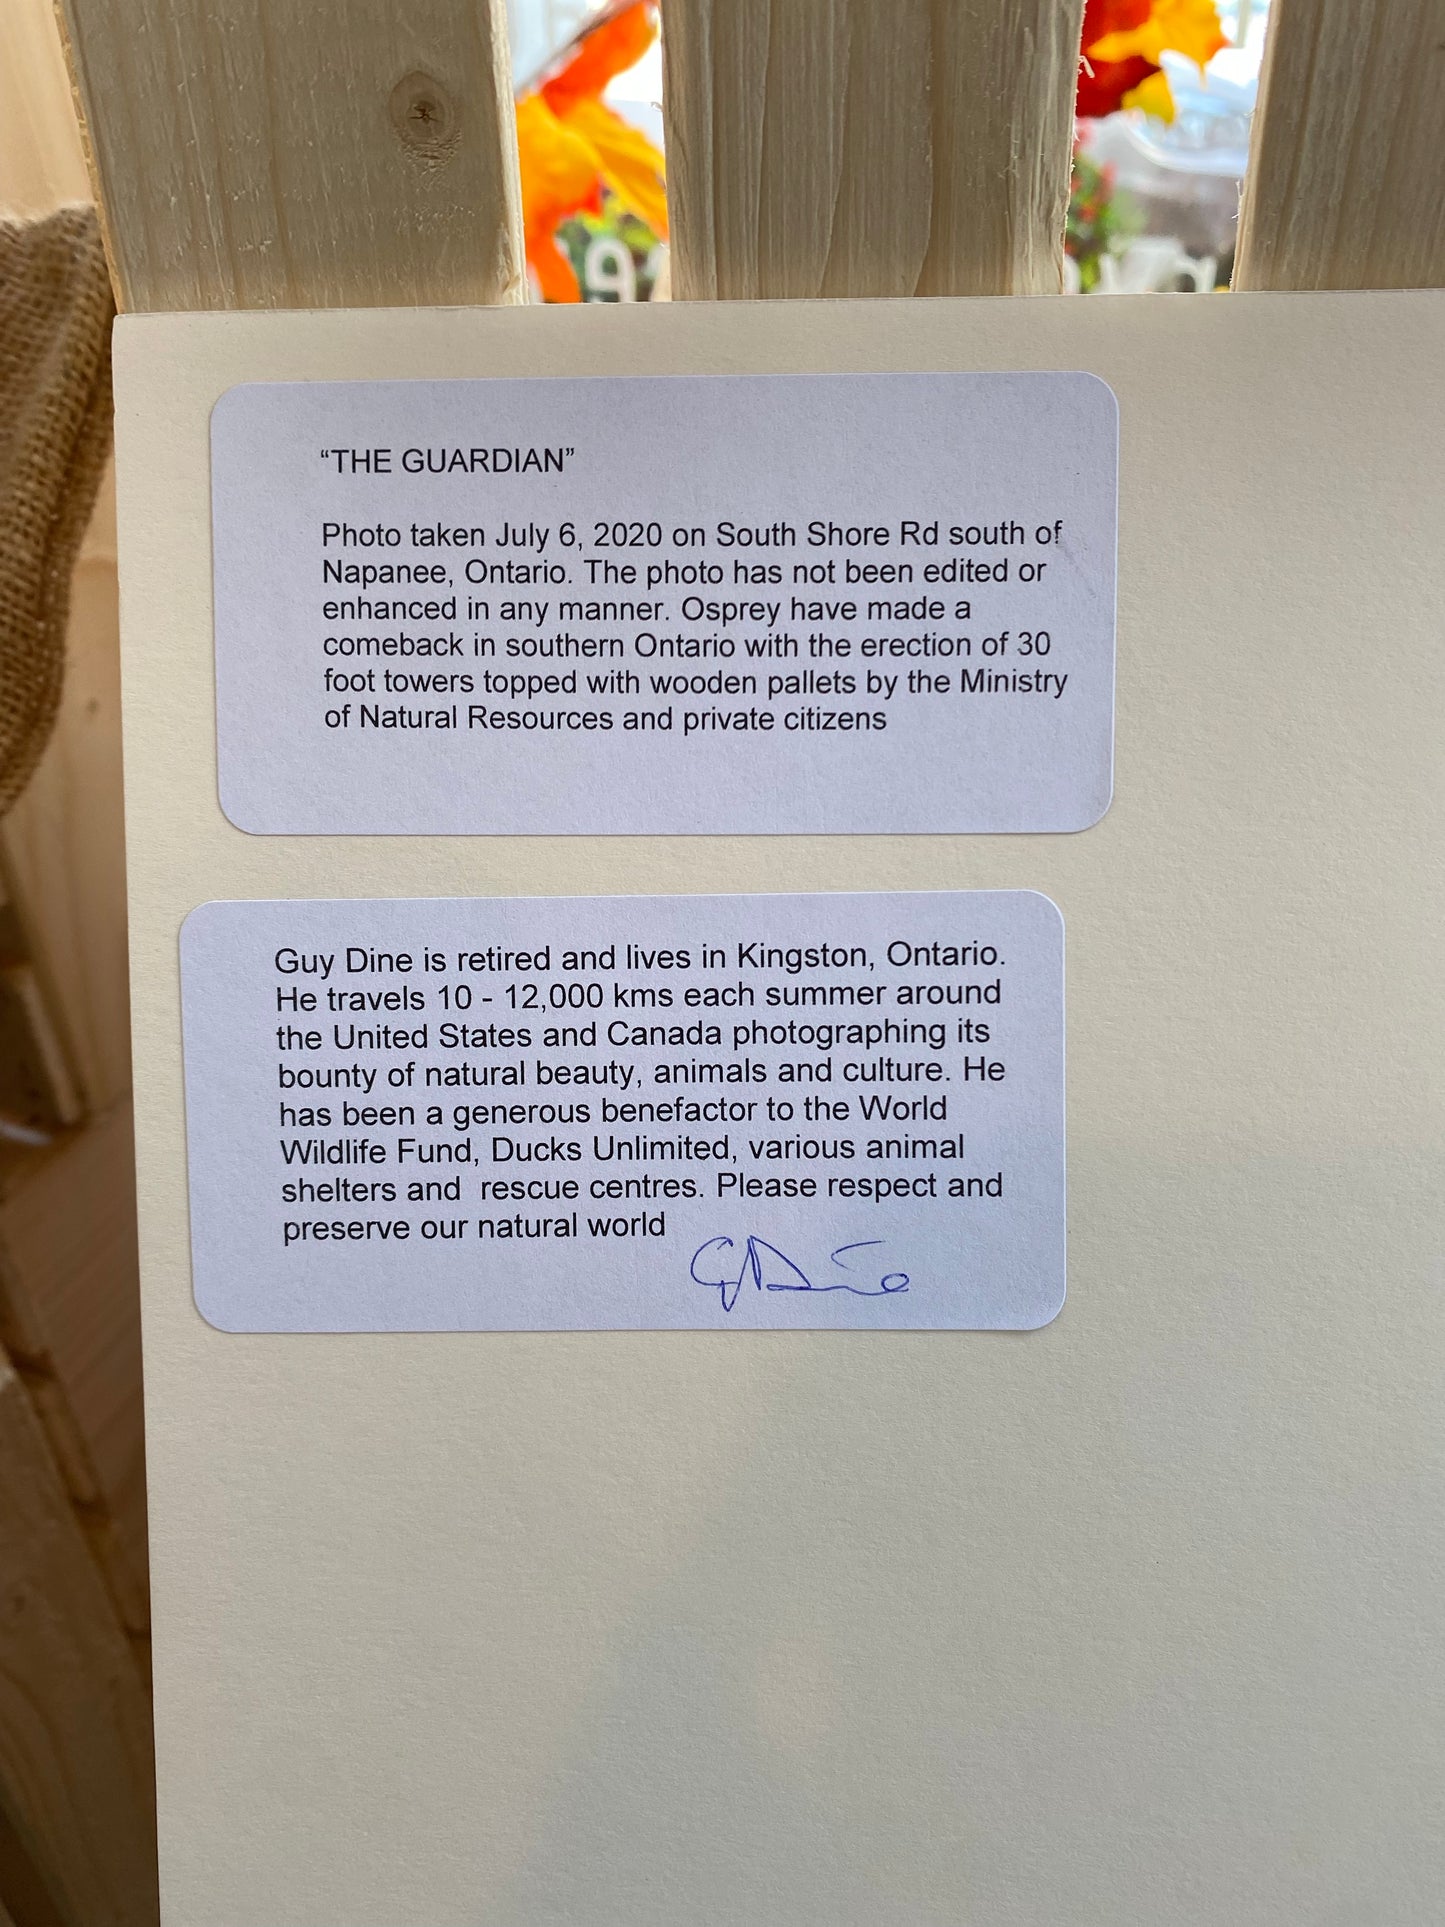 “THE GUARDIAN”
Photo taken July 6, 2020 on South Shore Rd south of
Napanee, Ontario. The photo has not been edited or
enhanced in any manner. Osprey have made a
comeback in southern Ontario with the erection of 30
foot towers topped with wooden pallets by the Ministry
of Natural Resources and private citizens
Guy Dine is retired and lives in Kingston, Ontario.
He travels 10 - 12,000 kms each summer around
the United States and Canada photographing its
bounty of natural beauty, animals and culture. He
has been a generous benefactor to the World
Wildlife Fund, Ducks Unlimited, various animal
shelters and  rescue centres. Please respect and
preserve our natural world